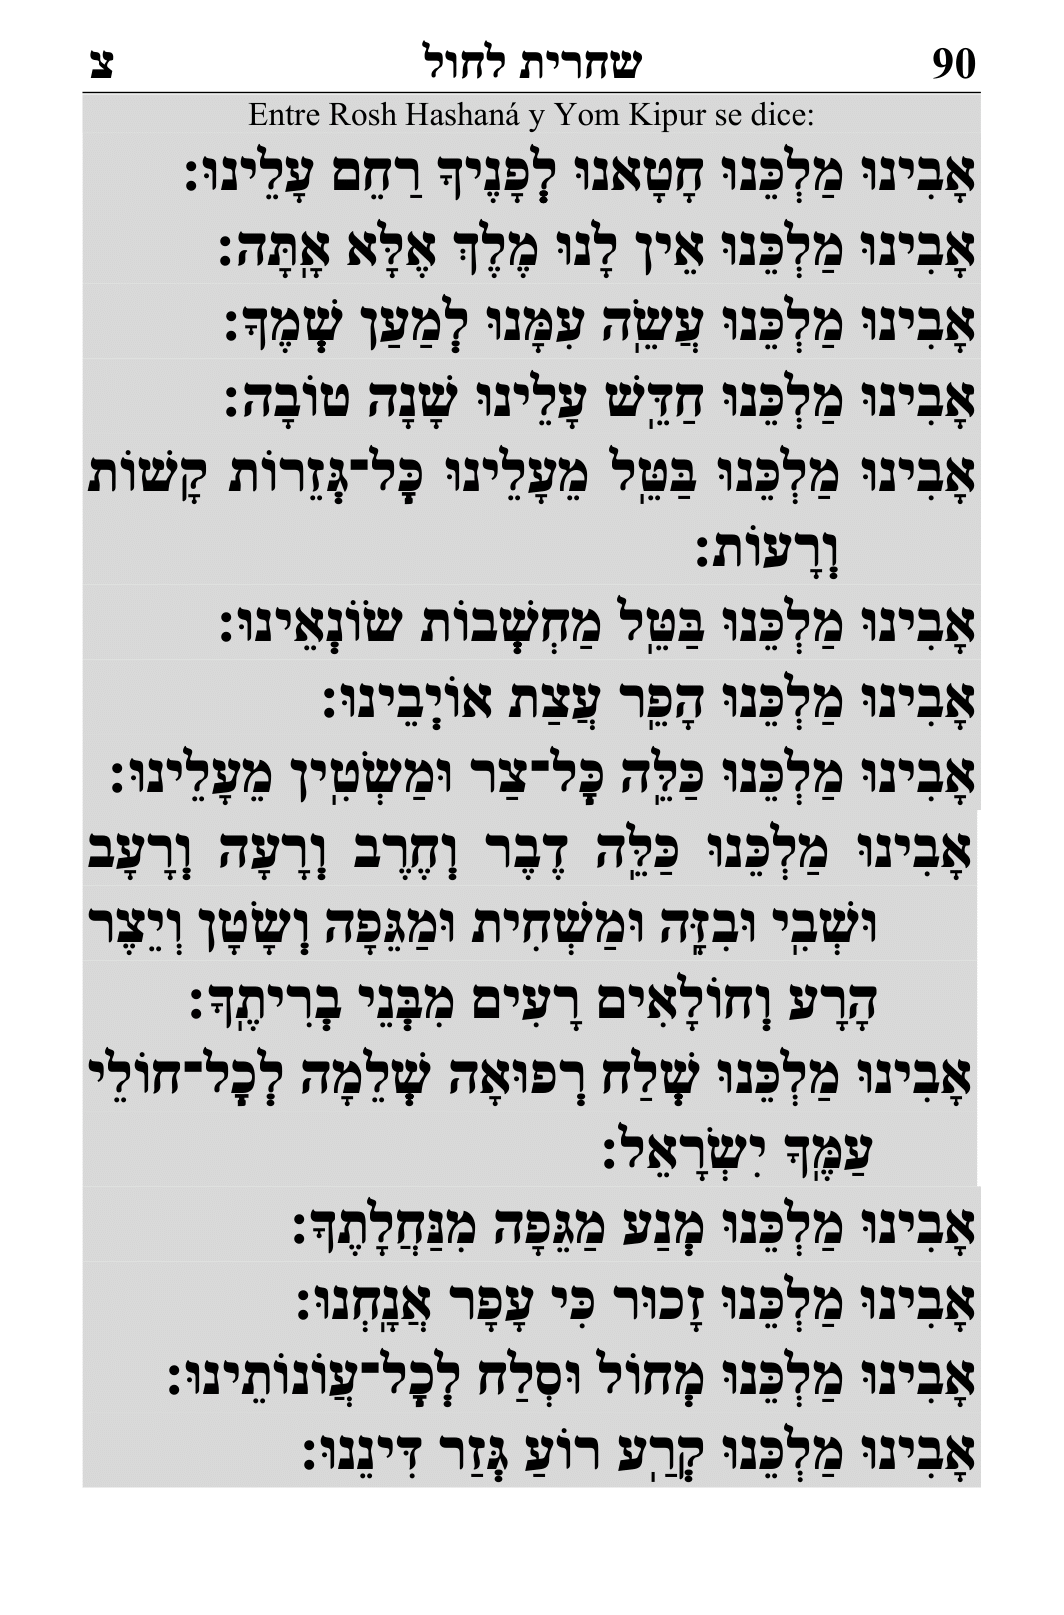 90 שחרית לחול צ
Entre Rosh Hashaná y Yom Kipur se dice:
אָבִינוּ מַלְכֵּנוּ חָטָאנוּ לְפָנֶיךָ רַחֵם עָלֵינוּ:
אָבִינוּ מַלְכֵּנוּ אֵין לָנוּ מֶלֶךְ אֶלָּא אָֽתָּה:
אָבִינוּ מַלְכֵּנוּ עֲשֵֽׂה עִמָּנוּ לְמַעַן שְׁמֶֽךָ:
אָבִינוּ מַלְכֵּנוּ חַדֵּֽשׁ עָלֵינוּ שָׁנָה טוֹבָה:
אָבִינוּ מַלְכֵּנוּ בַּטֵּֽל מֵעָלֵינוּ כׇּל־גְּזֵרוֹת קָשׁוֹת
וְרָעוֹת:
אָבִינוּ מַלְכֵּנוּ בַּטֵּֽל מַחְשְׁבוֹת שׂוֹנְאֵינוּ:
אָבִינוּ מַלְכֵּנוּ הָפֵֽר עֲצַת אוֹיְבֵינוּ:
אָבִינוּ מַלְכֵּנוּ כַּלֵּֽה כׇּל־צַר וּמַשְׂטִֽין מֵעָלֵינוּ:
אָבִינוּ מַלְכֵּנוּ כַּלֵּֽה דֶבֶר וְחֶרֶב וְרָעָה וְרָעָב
וּשְׁבִֽי וּבִזָּֽה וּמַשְׁחִית וּמַגֵּפָה וְשָׂטָן וְיֵצֶר
הָרָע וְחוֹלָאִים רָעִים מִבְּנֵי בְרִיתֶֽךָ:
אָבִינוּ מַלְכֵּנוּ שְׁלַח רְפוּאָה שְׁלֵמָה לְכׇל־חוֹלֵי
עַמֶּֽךָ יִשְׂרָאֵל:
אָבִינוּ מַלְכֵּנוּ מְנַע מַגֵּפָה מִנַּחֲלָתֶךָ:
אָבִינוּ מַלְכֵּנוּ זָכוּר כִּי עָפָר אֲנָֽחְנוּ:
אָבִינוּ מַלְכֵּנוּ מְחוֹל וּסְלַח לְכׇל־עֲוֹנוֹתֵינוּ:
אָבִינוּ מַלְכֵּנוּ קְרַֽע רוֹעַ גְּזַר דִּינֵנוּ: